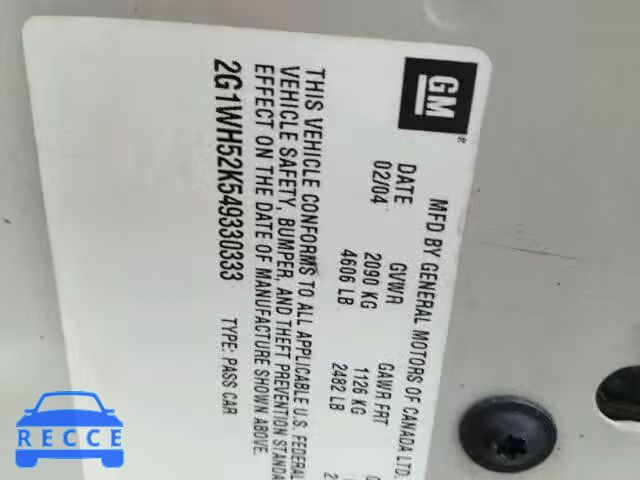 GM
®
MFD BY GENERAL MOTORS OF CANADA LTD.
DATE GVWR GAWR FRT
02/04 2090 KG 1126 KG
4606 LB 2482 LB
THIS VEHICLE CONFORMS TO ALL APPLICABLE U.S. FEDERAL
VEHICLE SAFETY, BUMPER, AND THEFT PREVENTION
EFFECT ON THE DATE OF MANUFACTURE SHOWN ABOVE.
2G1WH52K549330333 TYPE: PASS CAR
RECCE